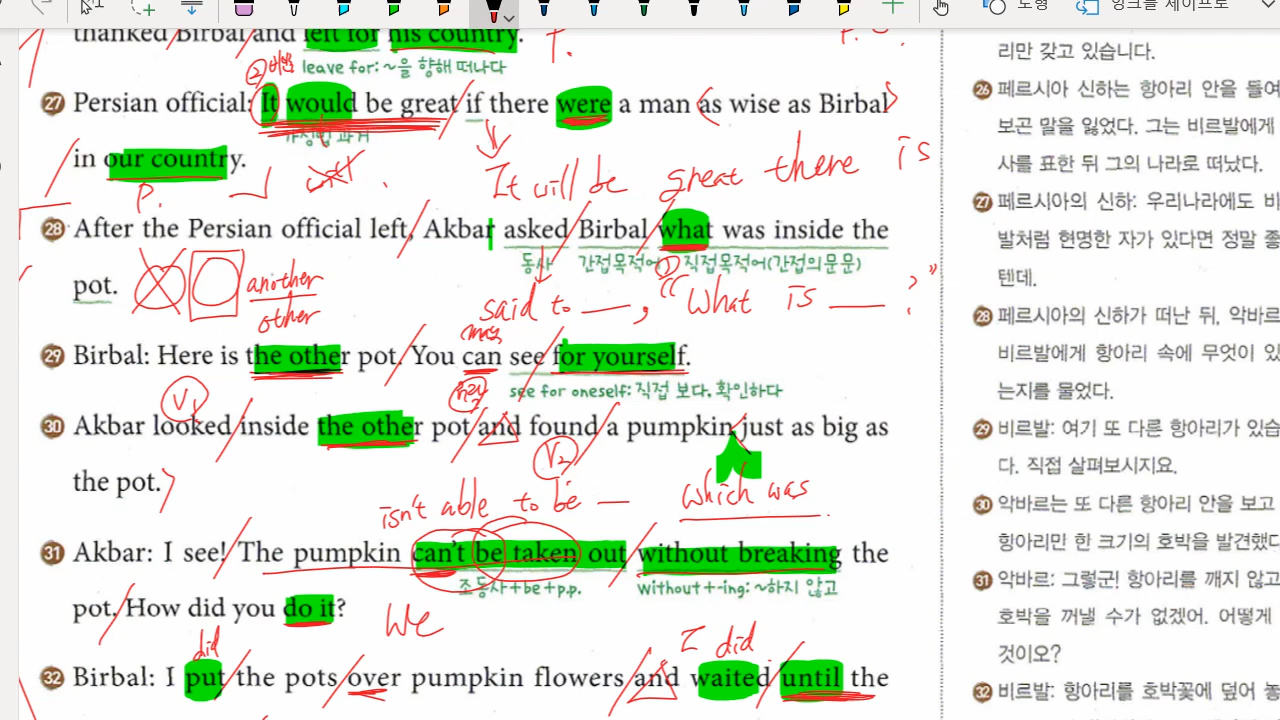 도형
잉크를 셰이프로
thanked Birbal and left for his country.
leave for: ~을 향해 떠나다
27 Persian official: It would be great if there were a man as wise as Birbal
가정법 과거
in our country.
P.
It will be great there is
28 After the Persian official left, Akbar asked Birbal what was inside the
동사 간접목적어 직접목적어(간접의문문)
pot.
another
other
said to ___, "What is ___ ?"
29 Birbal: Here is the other pot. You can see for yourself.
may
see for oneself: 직접 보다, 확인하다
V1
30 Akbar looked inside the other pot and found a pumpkin just as big as
V2
the pot.
isn't able to be —
which was
31 Akbar: I see! The pumpkin can't be taken out without breaking the
조동사+be+p.p. without+-ing: ~하지 않고
pot. How did you do it?
We
did
I did
32 Birbal: I put the pots over pumpkin flowers and waited until the
리만 갖고 있습니다.
26 페르시아 신하는 항아리 안을 들여
보곤 말을 잃었다. 그는 비르발에게
사를 표한 뒤 그의 나라로 떠났다.
27 페르시아의 신하: 우리나라에도 비
발처럼 현명한 자가 있다면 정말 좋
텐데.
28 페르시아의 신하가 떠난 뒤, 악바르
비르발에게 항아리 속에 무엇이 있
는지를 물었다.
29 비르발: 여기 또 다른 항아리가 있습
다. 직접 살펴보시지요.
30 악바르는 또 다른 항아리 안을 보고
항아리만 한 크기의 호박을 발견했다
31 악바르: 그렇군! 항아리를 깨지 않고
호박을 꺼낼 수가 없겠어. 어떻게
것이오?
32 비르발: 항아리를 호박꽃에 덮어 놓